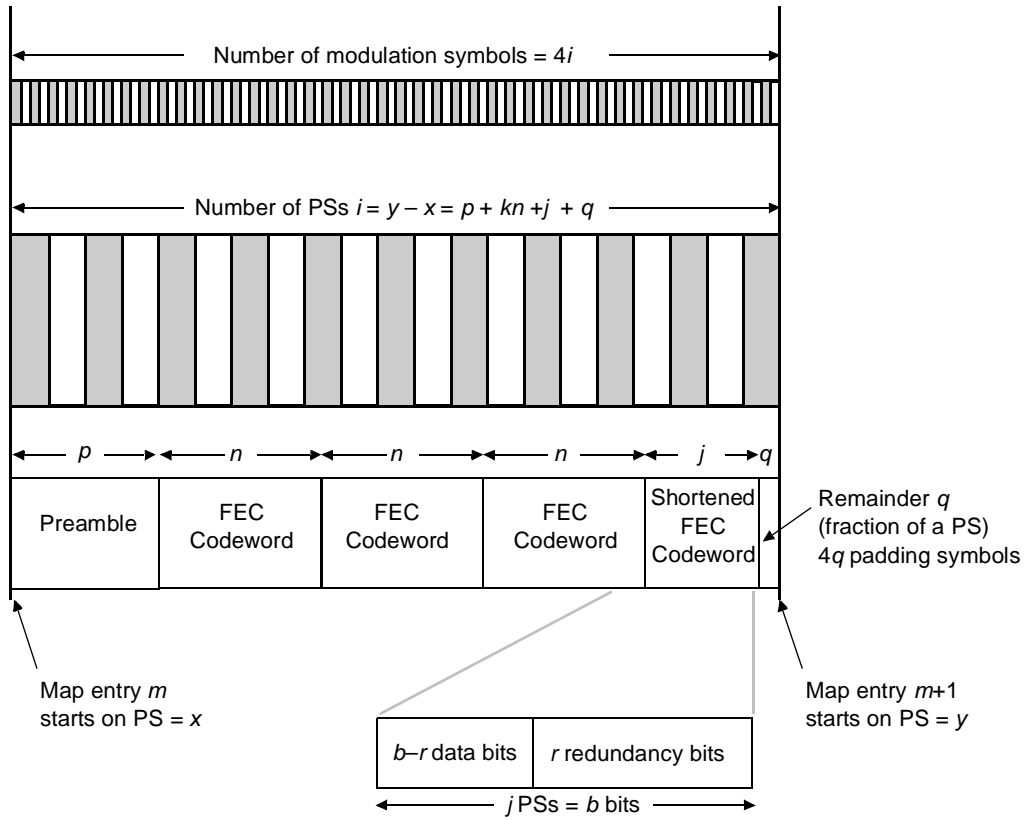 Number of modulation symbols = 4i
Number of PSs i = y – x = p + kn +j + q
p
n
n
n
j
q
Preamble
FEC
Codeword
FEC
Codeword
FEC
Codeword
Shortened
FEC
Codeword
Remainder q
(fraction of a PS)
4q padding symbols
Map entry m
starts on PS = x
Map entry m+1
starts on PS = y
b–r data bits
r redundancy bits
j PSs = b bits